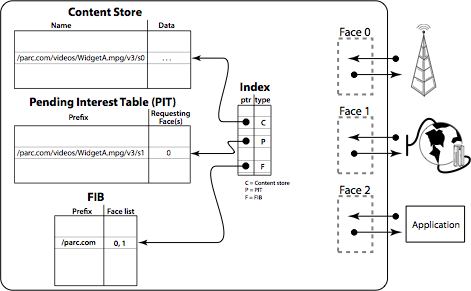 Content Store
Name Data
/parc.com/videos/WidgetA.mpg/v3/s0 ...
Pending Interest Table (PIT)
Prefix Requesting
Face(s)
/parc.com/videos/WidgetA.mpg/v3/s1 0
FIB
Prefix Face list
/parc.com 0, 1
Index
ptr type
C
P
F
C = Content store
P = PIT
F = FIB
Face 0
Face 1
Face 2
Application